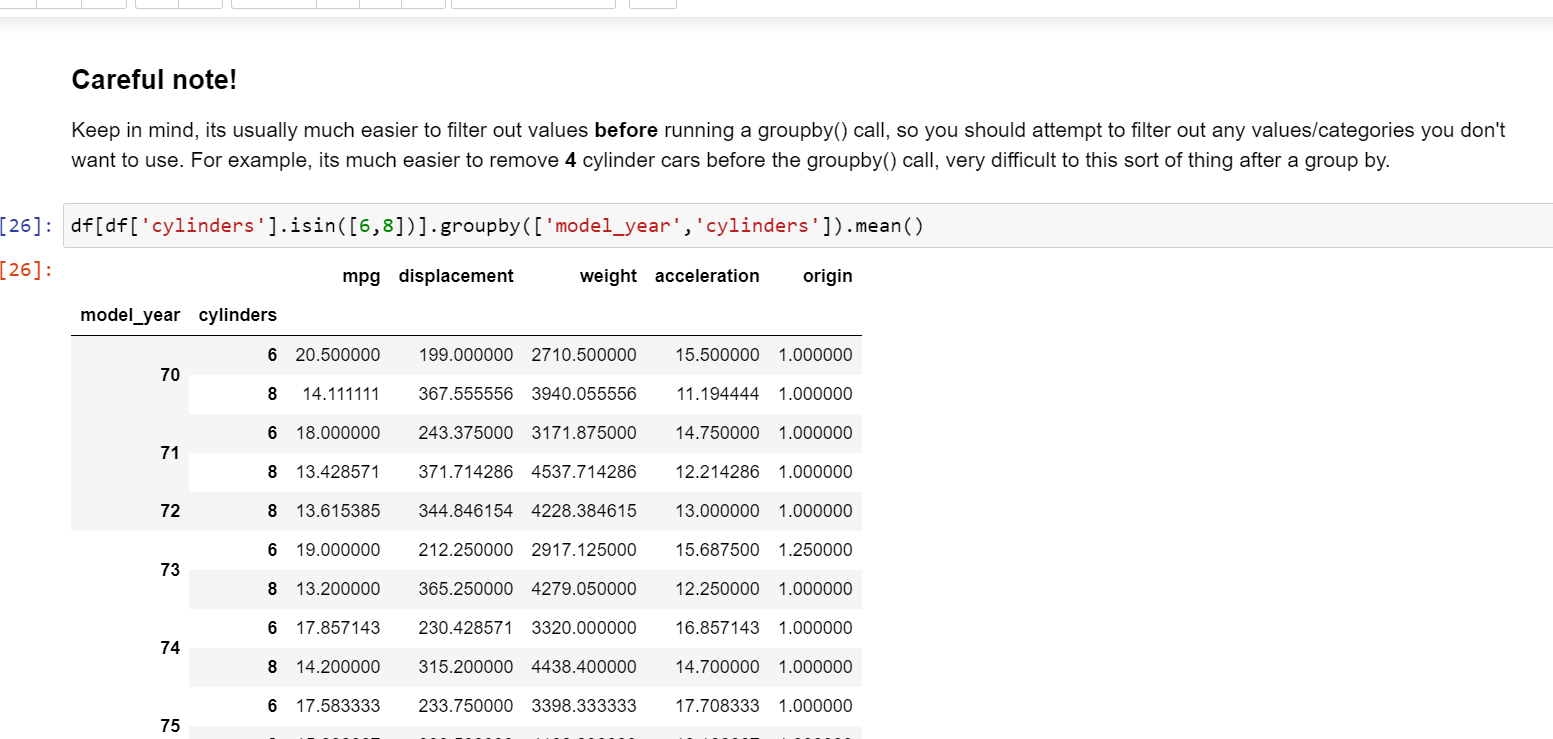 Careful note!
Keep in mind, its usually much easier to filter out values before running a groupby() call, so you should attempt to filter out any values/categories you don't
want to use. For example, its much easier to remove 4 cylinder cars before the groupby() call, very difficult to this sort of thing after a group by.
[26]: df[df['cylinders'].isin([6,8])].groupby(['model_year','cylinders']).mean()
[26]:
mpg displacement weight acceleration origin
model_year cylinders
70 6 20.500000 199.000000 2710.500000 15.500000 1.000000
8 14.111111 367.555556 3940.055556 11.194444 1.000000
71 6 18.000000 243.375000 3171.875000 14.750000 1.000000
8 13.428571 371.714286 4537.714286 12.214286 1.000000
72 8 13.615385 344.846154 4228.384615 13.000000 1.000000
73 6 19.000000 212.250000 2917.125000 15.687500 1.250000
8 13.200000 365.250000 4279.050000 12.250000 1.000000
74 6 17.857143 230.428571 3320.000000 16.857143 1.000000
8 14.200000 315.200000 4438.400000 14.700000 1.000000
75 6 17.583333 233.750000 3398.333333 17.708333 1.000000